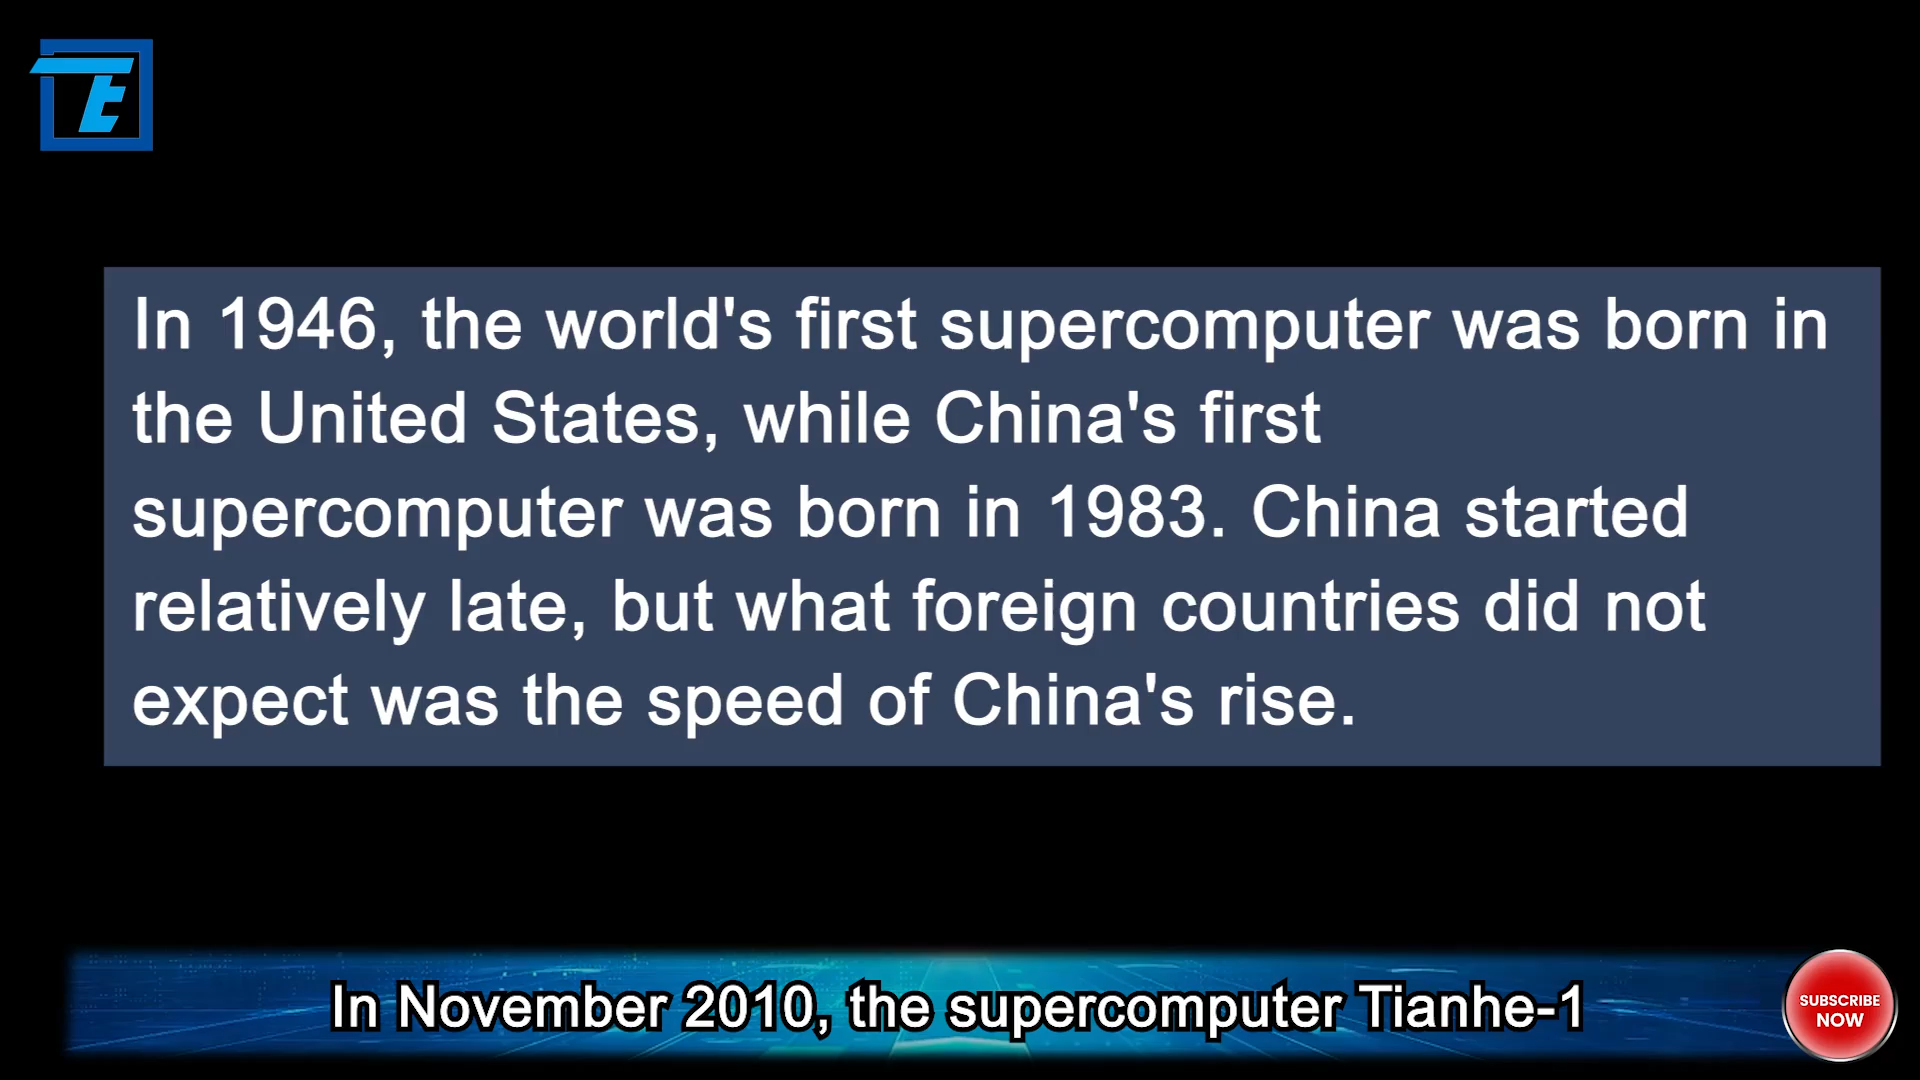 In 1946, the world's first supercomputer was born in
the United States, while China's first
supercomputer was born in 1983. China started
relatively late, but what foreign countries did not
expect was the speed of China's rise.
In November 2010, the supercomputer Tianhe-1
SUBSCRIBE
NOW